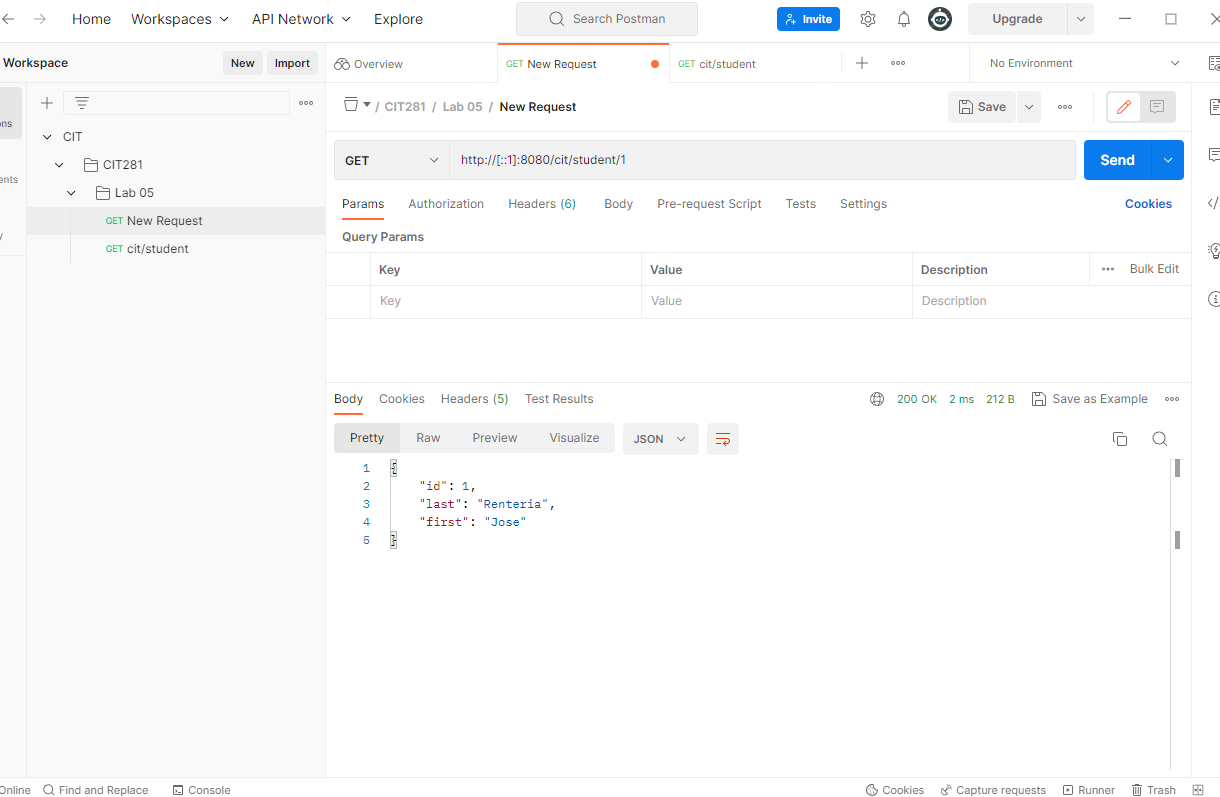 Home Workspaces API Network Explore Search Postman Invite Upgrade
Workspace New Import Overview GET New Request GET cit/student No Environment
CIT281 / Lab 05 / New Request Save
ons
CIT
CIT281
GET http://[::1]:8080/cit/student/1 Send
ents
Lab 05
Params Authorization Headers (6) Body Pre-request Script Tests Settings Cookies
GET New Request
y
Query Params
GET cit/student
Key Value Description Bulk Edit
Key Value Description
Body Cookies Headers (5) Test Results 200 OK 2 ms 212 B Save as Example
Pretty Raw Preview Visualize JSON
1 {
2 "id": 1,
3 "last": "Renteria",
4 "first": "Jose"
5 }
Online Find and Replace Console Cookies Capture requests Runner Trash